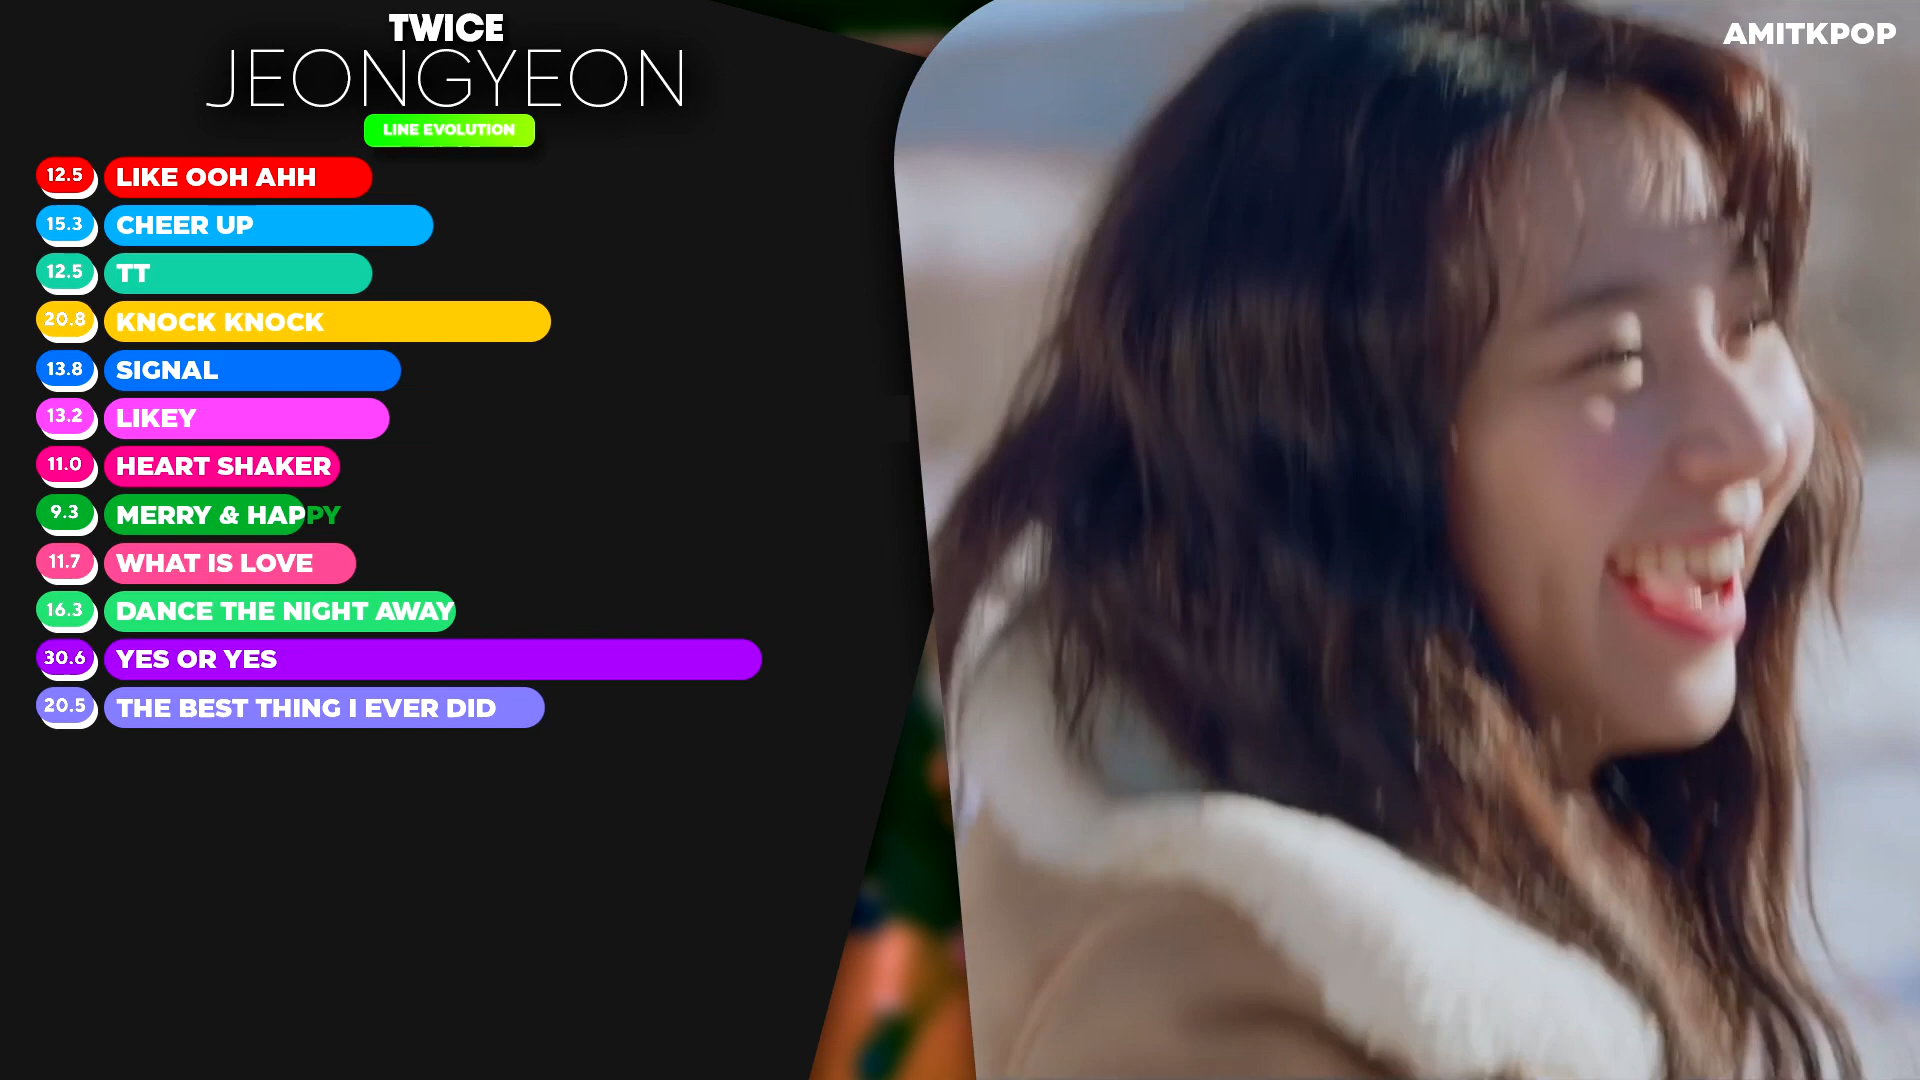 TWICE
JEONGYEON
LINE EVOLUTION
AMITKPOP
12.5 LIKE OOH AHH
15.3 CHEER UP
12.5 TT
20.8 KNOCK KNOCK
13.8 SIGNAL
13.2 LIKEY
11.0 HEART SHAKER
9.3 MERRY & HAPPY
11.7 WHAT IS LOVE
16.3 DANCE THE NIGHT AWAY
30.6 YES OR YES
20.5 THE BEST THING I EVER DID